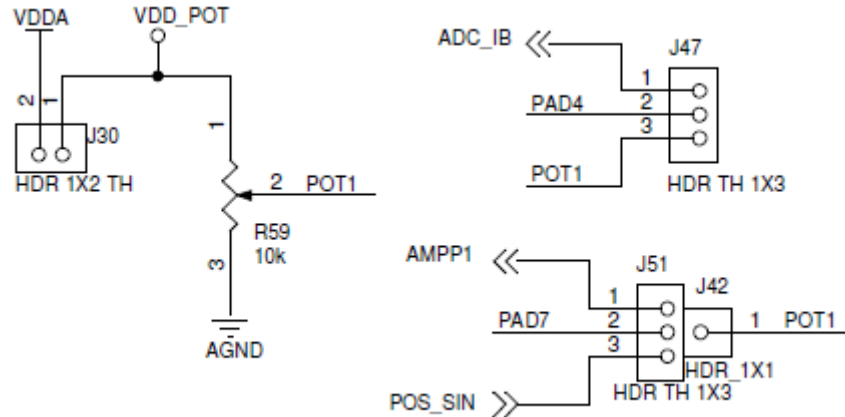 VDDA
VDD_POT
2
1
J30
HDR 1X2 TH
1
2
POT1
R59
10k
3
AGND
ADC_IB
J47
1
PAD4
2
3
POT1
HDR TH 1X3
AMPP1
J51
J42
1
PAD7
2
1
POT1
3
HDR_1X1
HDR TH 1X3
POS_SIN